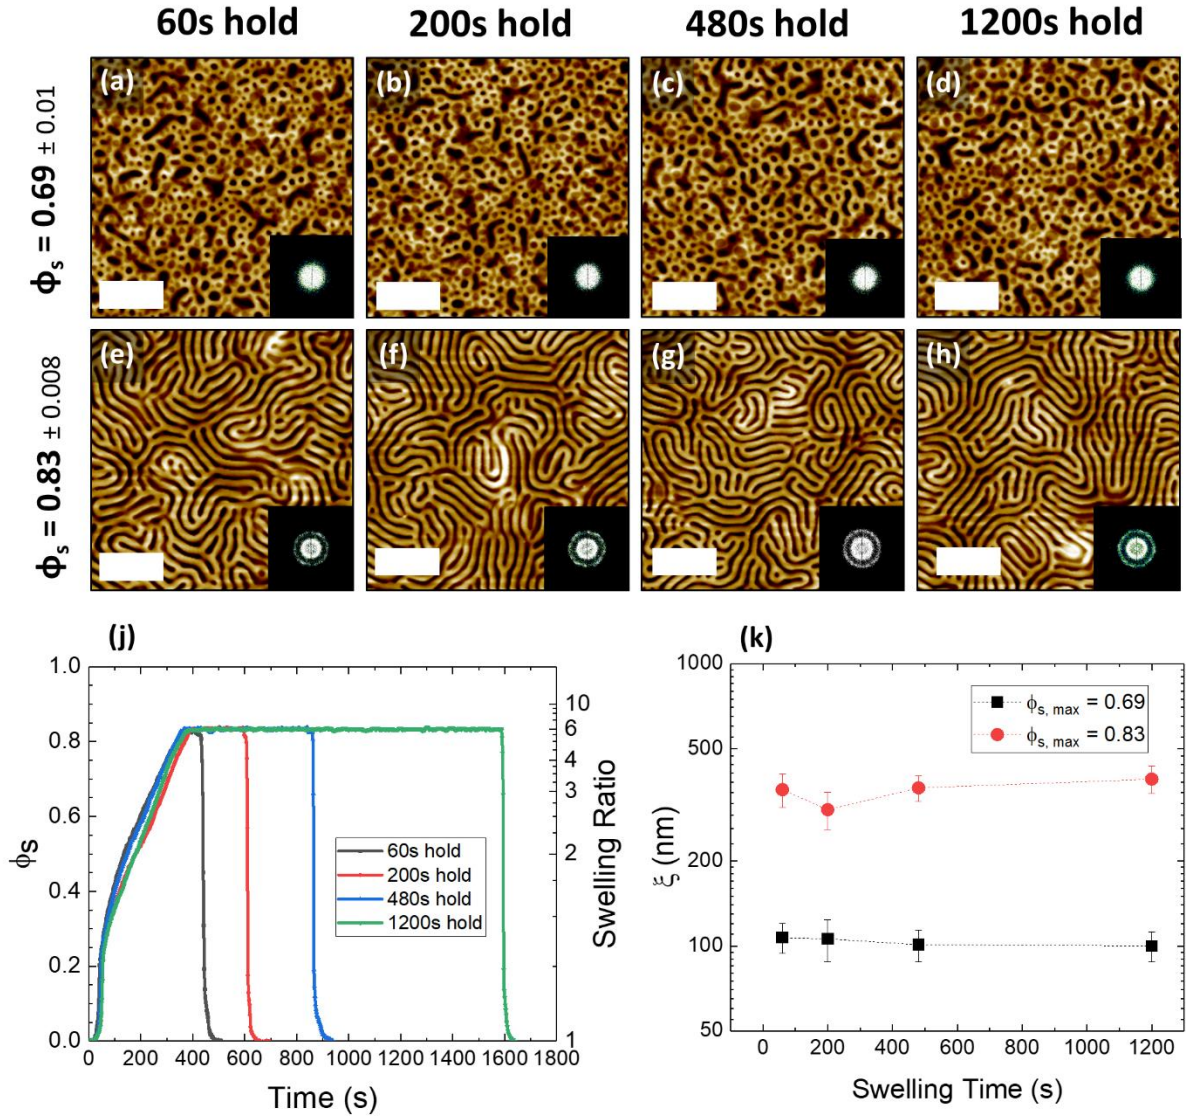 60s hold 200s hold 480s hold 1200s hold
ϕs = 0.69 ± 0.01
(a) (b) (c) (d)
ϕs = 0.83 ± 0.008
(e) (f) (g) (h)
(j)
1.0
0.8
0.6
0.4
0.2
0.0
ϕs
10
6
4
3
2
1
Swelling Ratio
60s hold
200s hold
480s hold
1200s hold
0 200 400 600 800 1000 1200 1400 1600 1800
Time (s)
(k)
1000
500
200
100
50
ξ (nm)
ϕs, max = 0.69
ϕs, max = 0.83
0 200 400 600 800 1000 1200
Swelling Time (s)